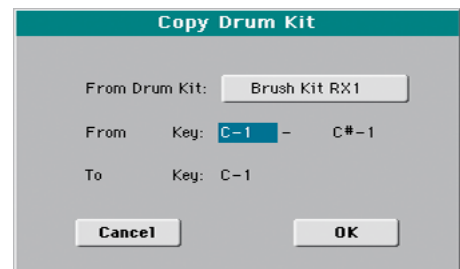 Copy Drum Kit
From Drum Kit: Brush Kit RX1
From Key: C-1 - C#-1
To Key: C-1
Cancel OK